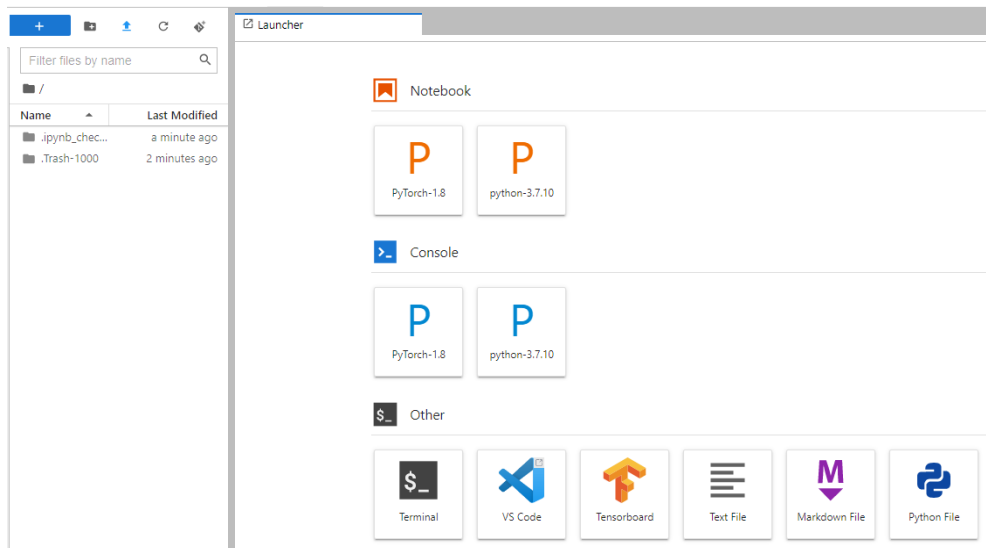 +
Launcher
Filter files by name
/
Name Last Modified
.ipynb_chec... a minute ago
.Trash-1000 2 minutes ago
Notebook
P P
PyTorch-1.8 python-3.7.10
>_ Console
P P
PyTorch-1.8 python-3.7.10
$_ Other
$_ M
Terminal VS Code Tensorboard Text File Markdown File Python File